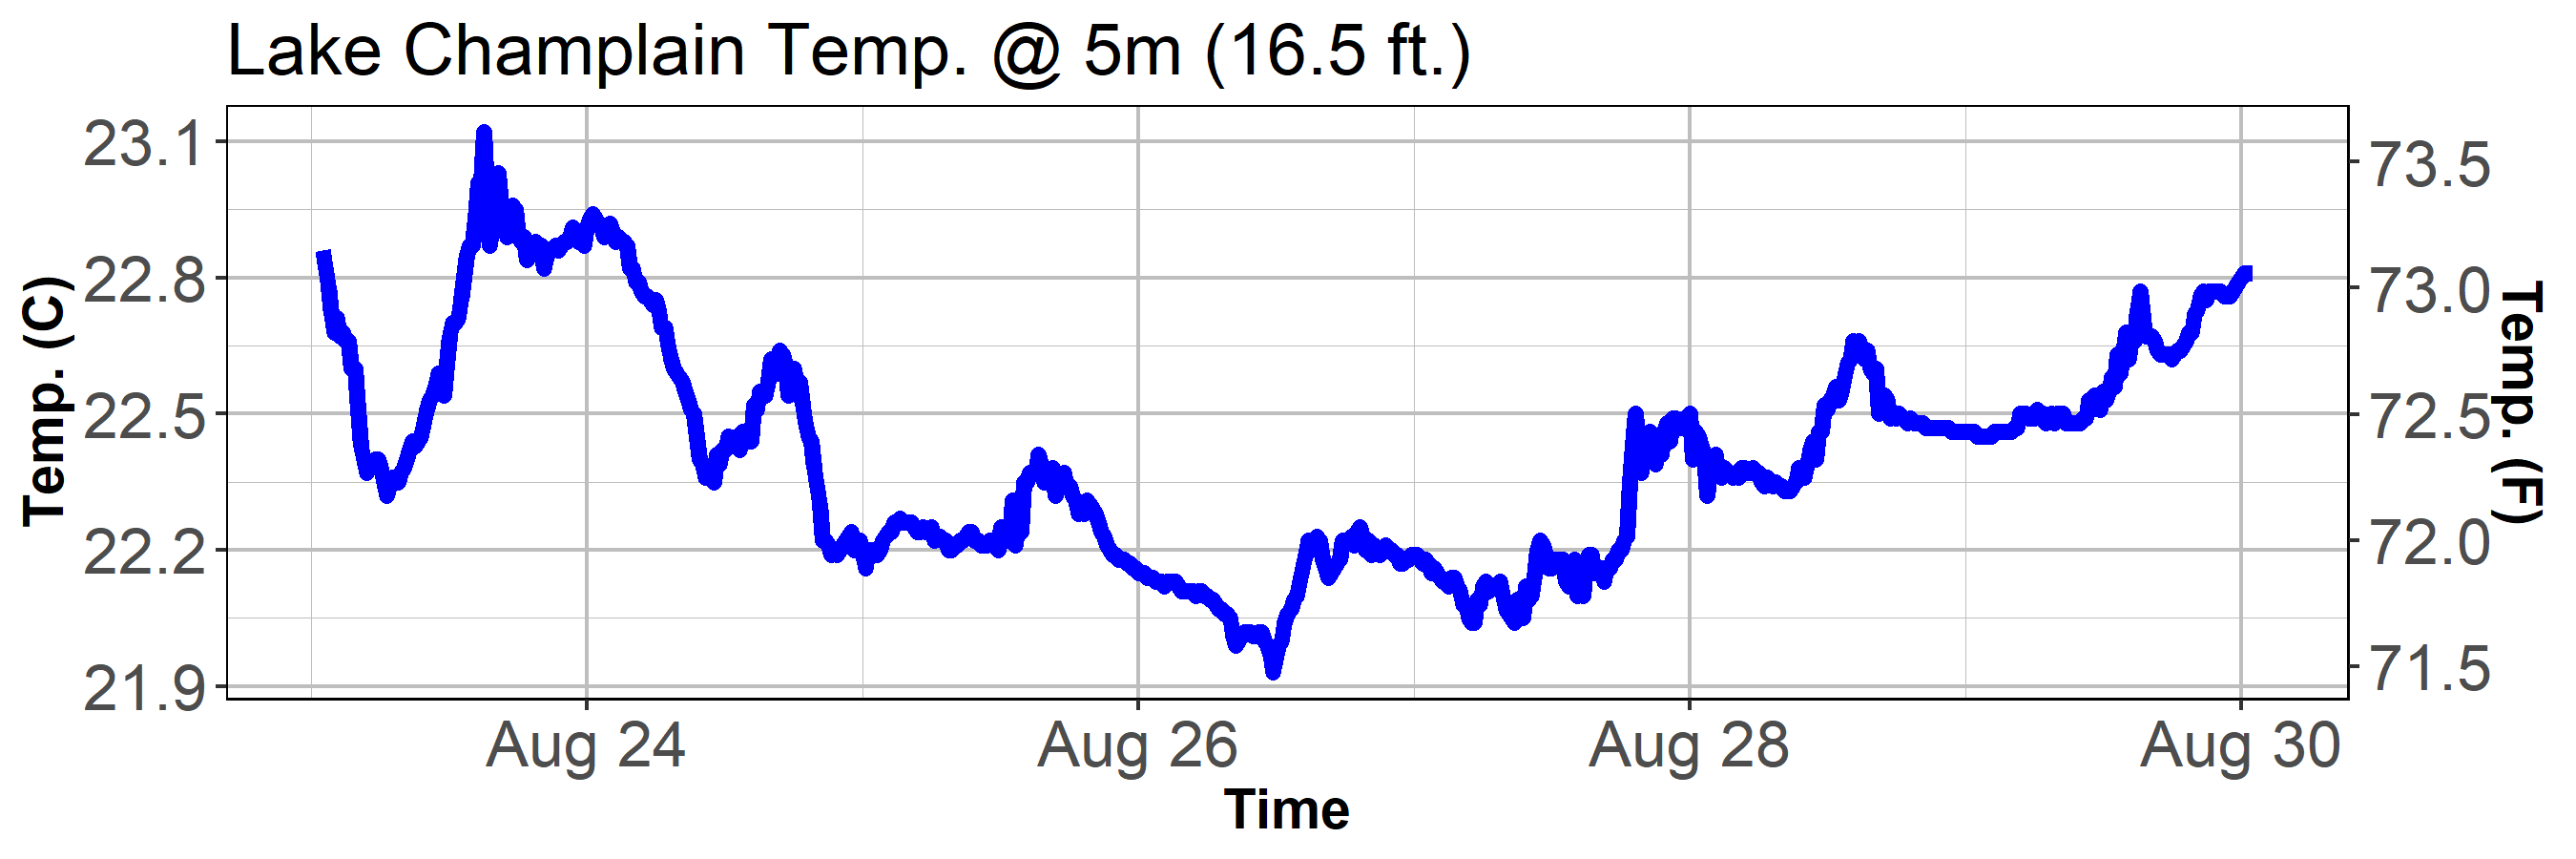 Lake Champlain Temp. @ 5m (16.5 ft.)
Temp. (C)
23.1
22.8
22.5
22.2
21.9
73.5
73.0
72.5
72.0
71.5
Temp. (F)
Aug 24
Aug 26
Aug 28
Aug 30
Time